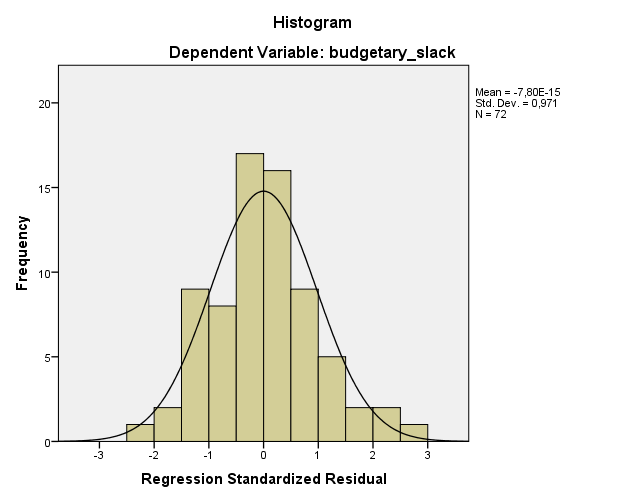 Histogram
Dependent Variable: budgetary_slack
Mean = -7,80E-15
Std. Dev. = 0,971
N = 72
Frequency
20
15
10
5
0
-3 -2 -1 0 1 2 3
Regression Standardized Residual